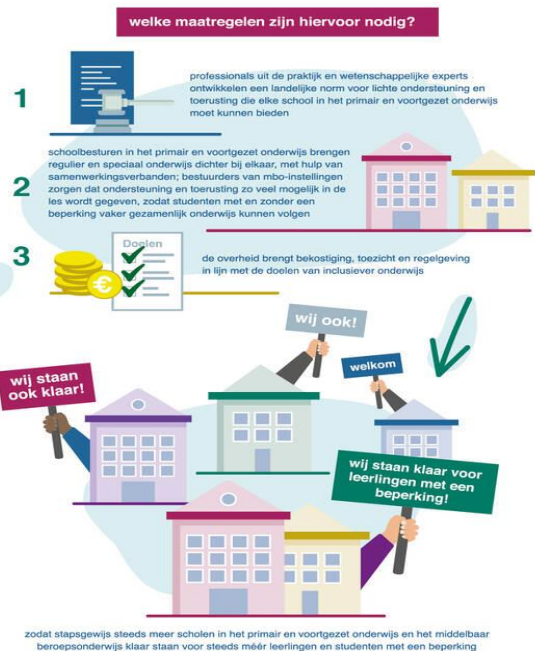 welke maatregelen zijn hiervoor nodig?
1
professionals uit de praktijk en wetenschappelijke experts
ontwikkelen een landelijke norm voor lichte ondersteuning en
toerusting die elke school in het primair en voortgezet onderwijs
moet kunnen bieden
2
schoolbesturen in het primair en voortgezet onderwijs brengen
regulier en speciaal onderwijs dichter bij elkaar, met hulp van
samenwerkingsverbanden; bestuurders van mbo-instellingen
zorgen dat ondersteuning en toerusting zo veel mogelijk in de
les wordt gegeven, zodat studenten met en zonder een
beperking vaker gezamenlijk onderwijs kunnen volgen
3
Doelen
€
de overheid brengt bekostiging, toezicht en regelgeving
in lijn met de doelen van inclusiever onderwijs
wij ook!
welkom
wij staan
ook klaar!
wij staan klaar voor
leerlingen met een
beperking!
zodat stapsgewijs steeds meer scholen in het primair en voortgezet onderwijs en het middelbaar
beroepsonderwijs klaar staan voor steeds méér leerlingen en studenten met een beperking